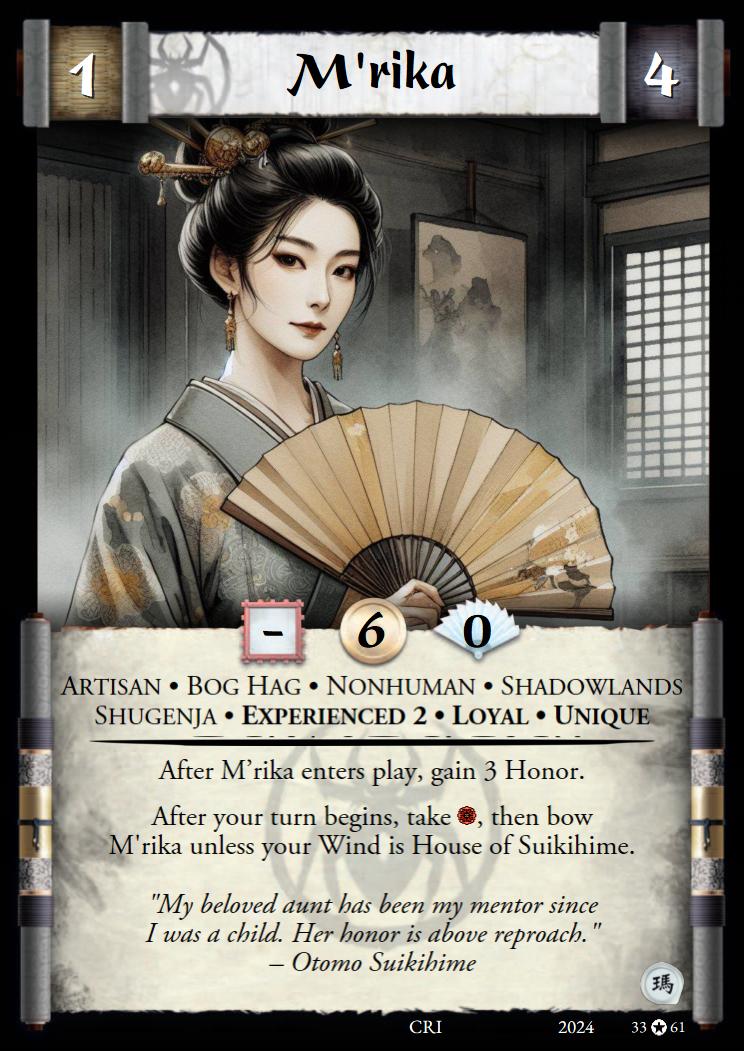 1 M'rika 4
- 6 0
ARTISAN • BOG HAG • NONHUMAN • SHADOWLANDS
SHUGENJA • EXPERIENCED 2 • LOYAL • UNIQUE
After M'rika enters play, gain 3 Honor.
After your turn begins, take , then bow
M'rika unless your Wind is House of Suikihime.
"My beloved aunt has been my mentor since
I was a child. Her honor is above reproach."
– Otomo Suikihime
瑪
CRI 2024 33 61